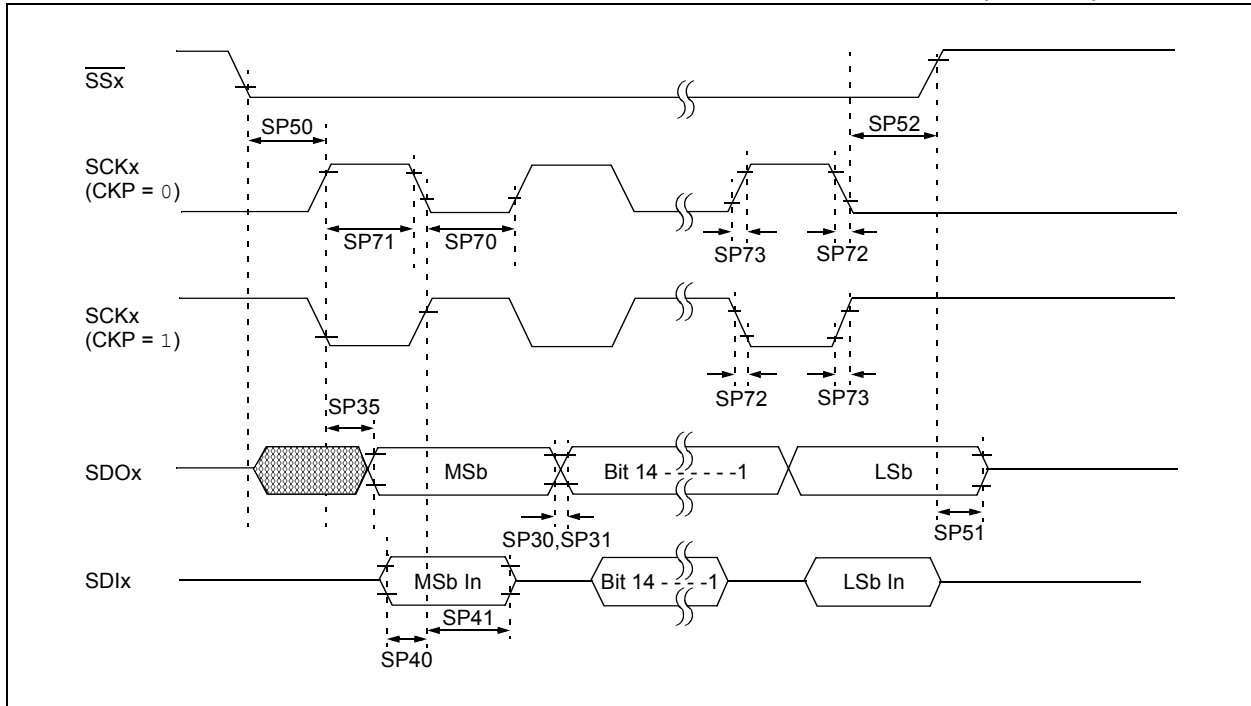 SSx
SP50
SP52
SCKx
(CKP = 0)
SP71
SP70
SP73
SP72
SCKx
(CKP = 1)
SP72
SP73
SP35
SDOx
MSb
Bit 14 - - - - - -1
LSb
SP30,SP31
SP51
SDIx
MSb In
Bit 14 - - - -1
LSb In
SP41
SP40